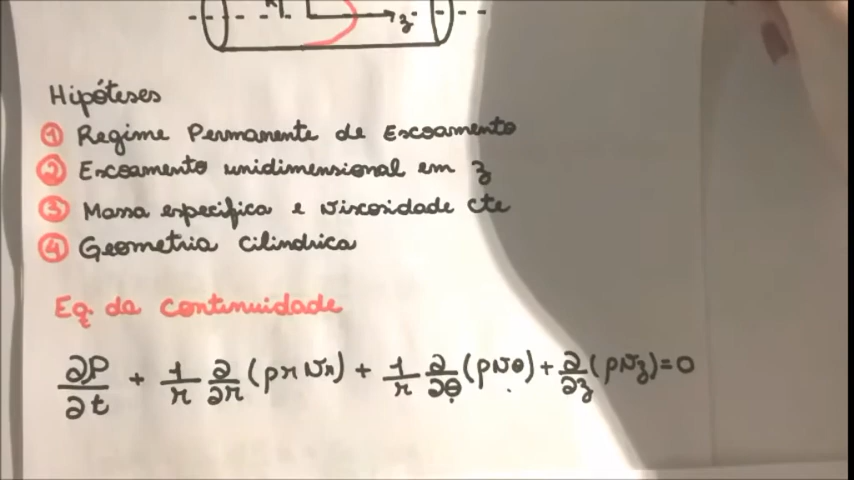 R z
Hipóteses
① Regime Permanente de Escoamento
② Escoamento unidimensional em z
③ Massa específica e viscosidade cte
④ Geometria cilíndrica
Eq. da continuidade
∂ρ/∂t + 1/r ∂/∂r (ρ r vr) + 1/r ∂/∂θ (ρ vθ) + ∂/∂z (ρ vz) = 0